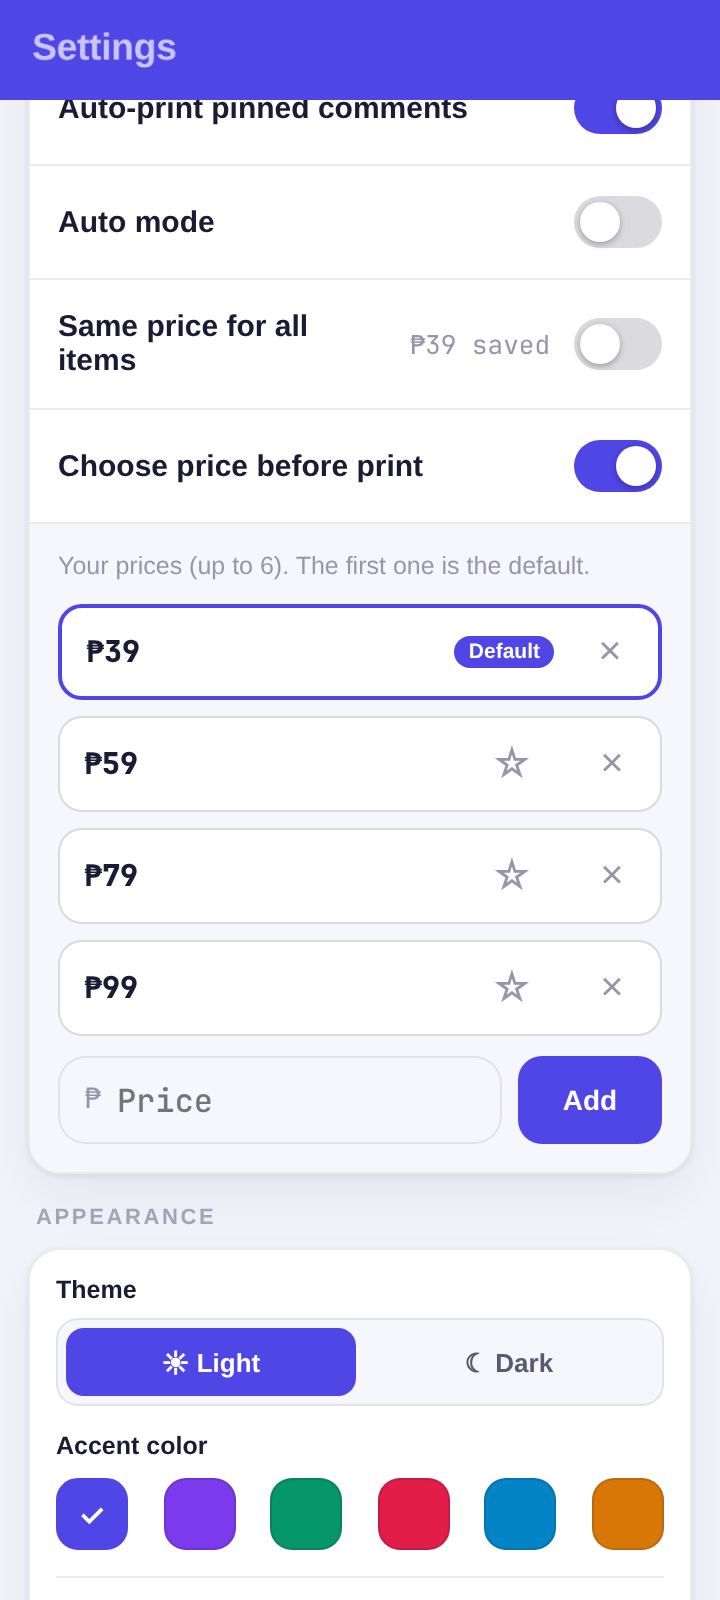 Settings
Auto-print pinned comments
Auto mode
Same price for all
items
₱39 saved
Choose price before print
Your prices (up to 6). The first one is the default.
₱39 Default ✕
₱59 ☆ ✕
₱79 ☆ ✕
₱99 ☆ ✕
₱ Price Add
APPEARANCE
Theme
☀ Light ☾ Dark
Accent color
✓